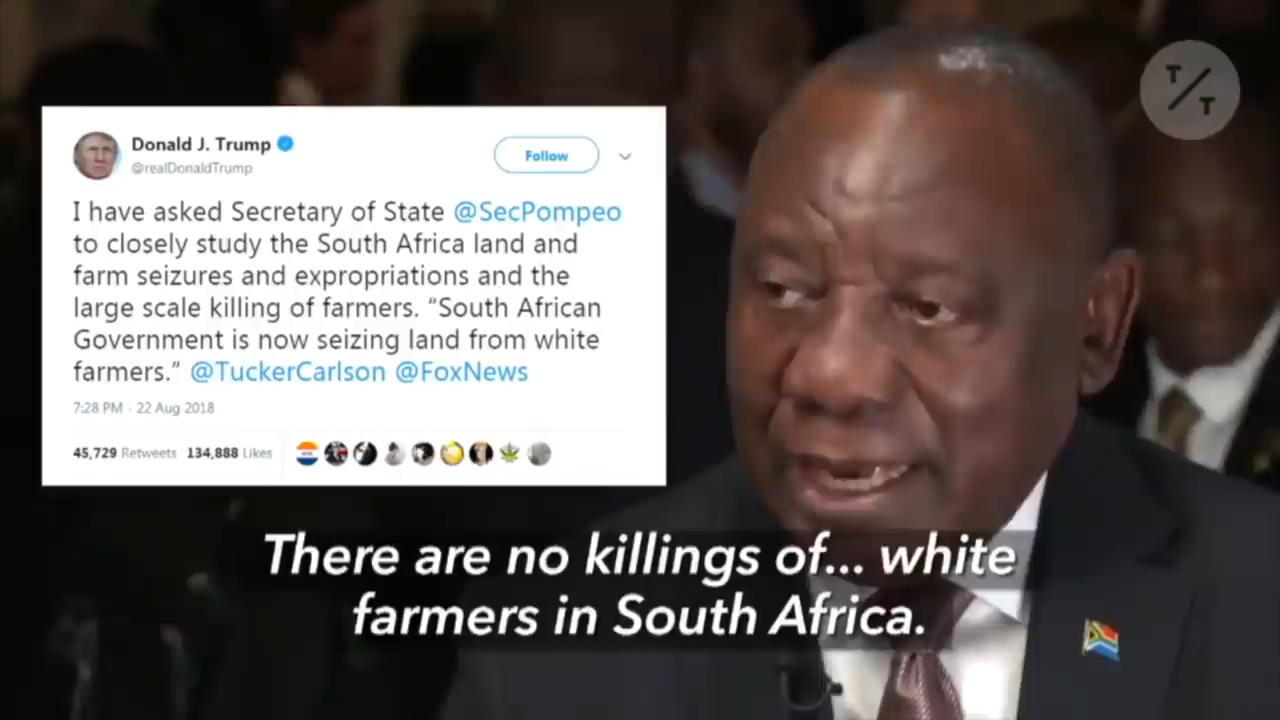 Donald J. Trump
@realDonaldTrump
Follow
I have asked Secretary of State @SecPompeo
to closely study the South Africa land and
farm seizures and expropriations and the
large scale killing of farmers. “South African
Government is now seizing land from white
farmers.” @TuckerCarlson @FoxNews
7:28 PM - 22 Aug 2018
45,729 Retweets 134,888 Likes
T/T
There are no killings of... white
farmers in South Africa.